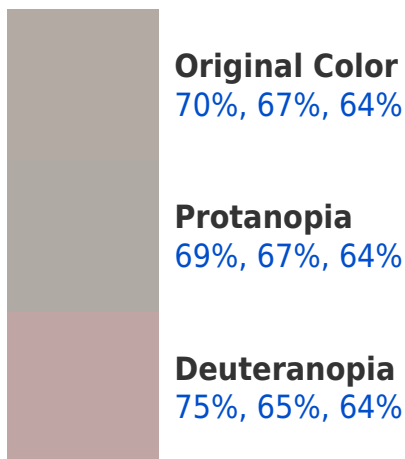 Original Color
70%, 67%, 64%
Protanopia
69%, 67%, 64%
Deuteranopia
75%, 65%, 64%